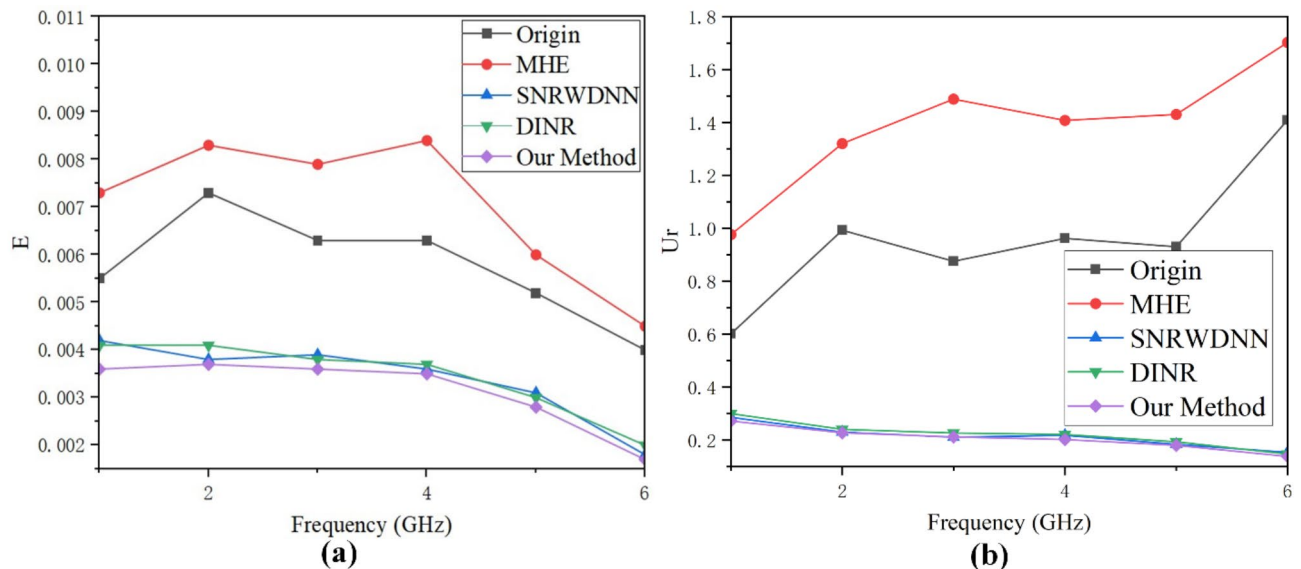 0.011
0.010
0.009
0.008
0.007
0.006
0.005
0.004
0.003
0.002
E
2 4 6
Frequency (GHz)
(a)
Origin
MHE
SNRWDNN
DINR
Our Method
1.8
1.6
1.4
1.2
1.0
0.8
0.6
0.4
0.2
Ur
2 4 6
Frequency (GHz)
(b)
Origin
MHE
SNRWDNN
DINR
Our Method